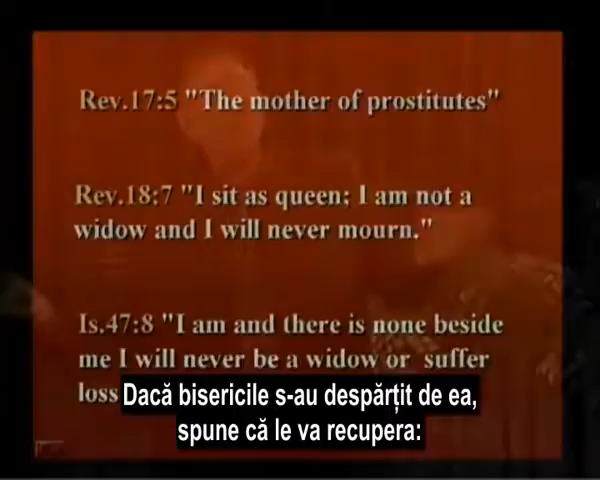 Rev.17:5 "The mother of prostitutes"
Rev.18:7 "I sit as queen; I am not a
widow and I will never mourn."
Is.47:8 "I am and there is none beside
me I will never be a widow or suffer
loss
Dacă bisericile s-au despărțit de ea,
spune că le va recupera: